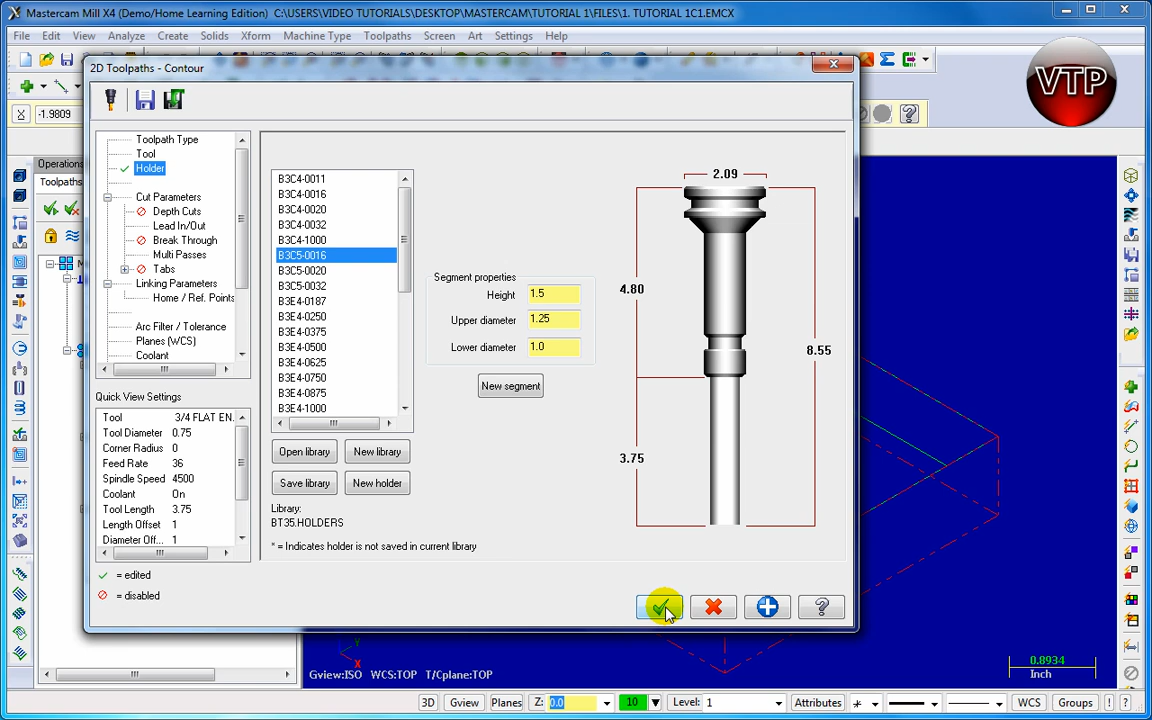 Mastercam Mill X4 (Demo/Home Learning Edition)  C:\USERS\VIDEO TUTORIALS\DESKTOP\MASTERCAM\TUTORIAL 1\FILES\1. TUTORIAL 1C1.EMCX
File Edit View Analyze Create Solids Xform Machine Type Toolpaths Screen Art Settings Help
2D Toolpaths - Contour
VTP
X -1.9809
Operations
Toolpaths
Toolpath Type
Tool
Holder
Cut Parameters
Depth Cuts
Lead In/Out
Break Through
Multi Passes
Tabs
Linking Parameters
Home / Ref. Points
Arc Filter / Tolerance
Planes (WCS)
Coolant
Quick View Settings
Tool 3/4 FLAT EN.
Tool Diameter 0.75
Corner Radius 0
Feed Rate 36
Spindle Speed 4500
Coolant On
Tool Length 3.75
Length Offset 1
Diameter Off... 1
= edited
= disabled
B3C4-0011
B3C4-0016
B3C4-0020
B3C4-0032
B3C4-1000
B3C5-0016
B3C5-0020
B3C5-0032
B3E4-0187
B3E4-0250
B3E4-0375
B3E4-0500
B3E4-0625
B3E4-0750
B3E4-0875
B3E4-1000
Open library New library
Save library New holder
Library:
BT35.HOLDERS
* = Indicates holder is not saved in current library
Segment properties
Height 1.5
Upper diameter 1.25
Lower diameter 1.0
New segment
2.09
4.80
8.55
3.75
Y
X
Gview:ISO WCS:TOP T/Cplane:TOP
0.8934
Inch
3D Gview Planes Z: 0.0 10 Level: 1 Attributes WCS Groups ! ?